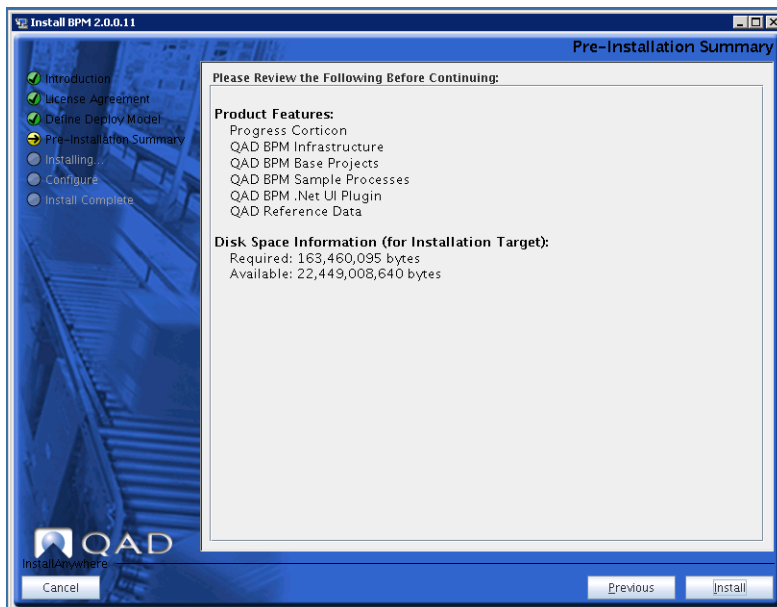 Install BPM 2.0.0.11
Pre-Installation Summary
Introduction
License Agreement
Define Deploy Model
Pre-Installation Summary
Installing...
Configure
Install Complete
Please Review the Following Before Continuing:
Product Features:
Progress Corticon
QAD BPM Infrastructure
QAD BPM Base Projects
QAD BPM Sample Processes
QAD BPM .Net UI Plugin
QAD Reference Data
Disk Space Information (for Installation Target):
Required: 163,460,095 bytes
Available: 22,449,008,640 bytes
QAD
InstallAnywhere
Cancel
Previous
Install